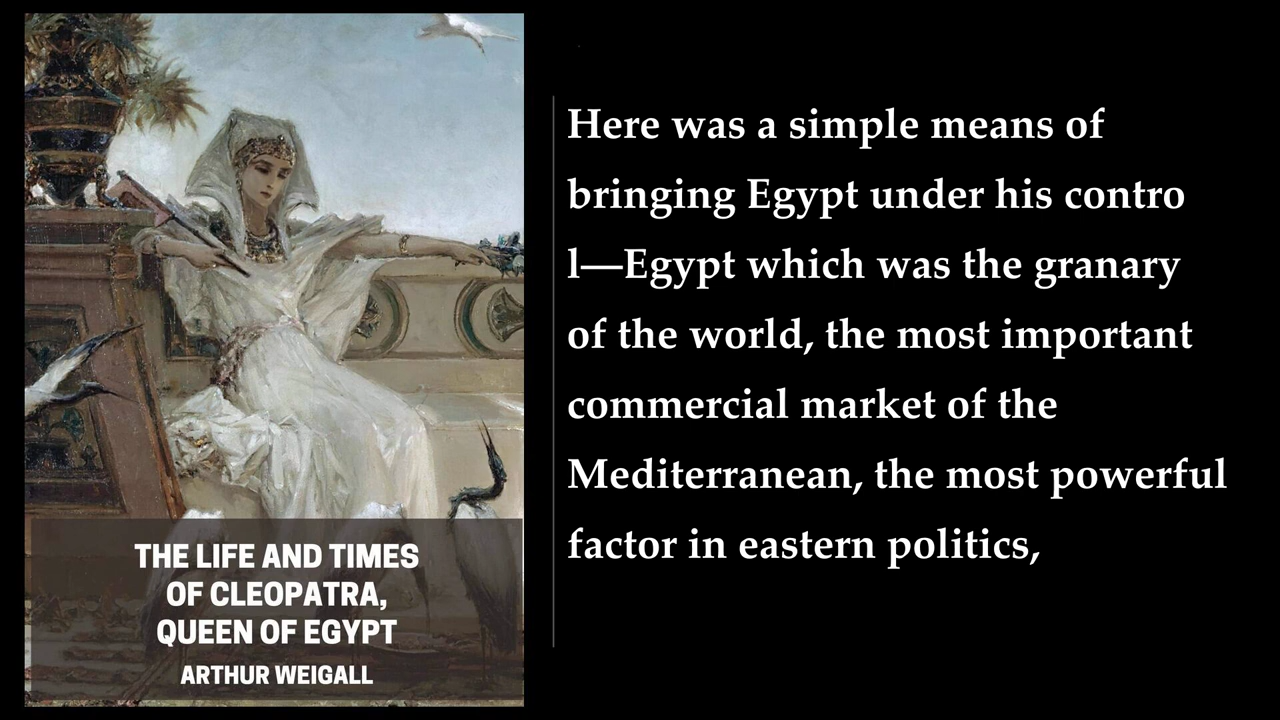 THE LIFE AND TIMES
OF CLEOPATRA,
QUEEN OF EGYPT
ARTHUR WEIGALL
Here was a simple means of
bringing Egypt under his contro
l—Egypt which was the granary
of the world, the most important
commercial market of the
Mediterranean, the most powerful
factor in eastern politics,